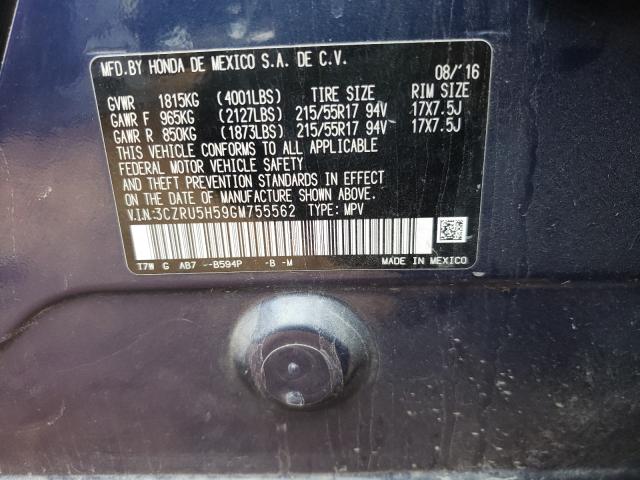 MFD.BY HONDA DE MEXICO S.A. DE C.V. 08/'16
GVWR 1815KG (4001LBS) TIRE SIZE RIM SIZE
GAWR F 965KG (2127LBS) 215/55R17 94V 17X7.5J
GAWR R 850KG (1873LBS) 215/55R17 94V 17X7.5J
THIS VEHICLE CONFORMS TO ALL APPLICABLE
FEDERAL MOTOR VEHICLE SAFETY
AND THEFT PREVENTION STANDARDS IN EFFECT
ON THE DATE OF MANUFACTURE SHOWN ABOVE.
V.I.N:3CZRU5H59GM755562 TYPE: MPV
T7W G AB7 --B594P -B -M MADE IN MEXICO